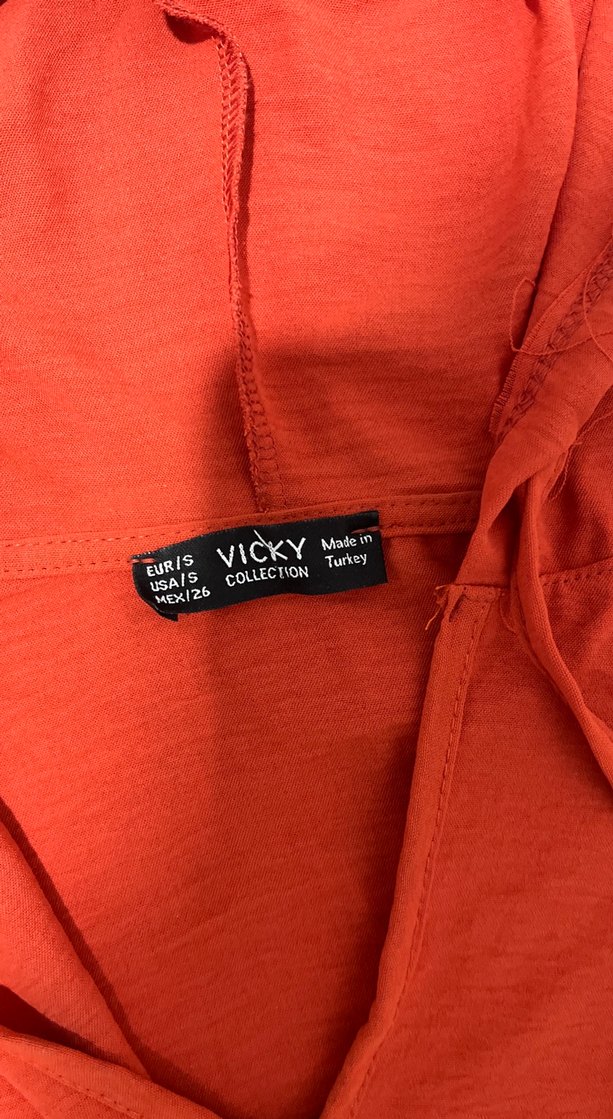 EUR/S
USA/S
MEX/26
VICKY
COLLECTION
Made in
Turkey